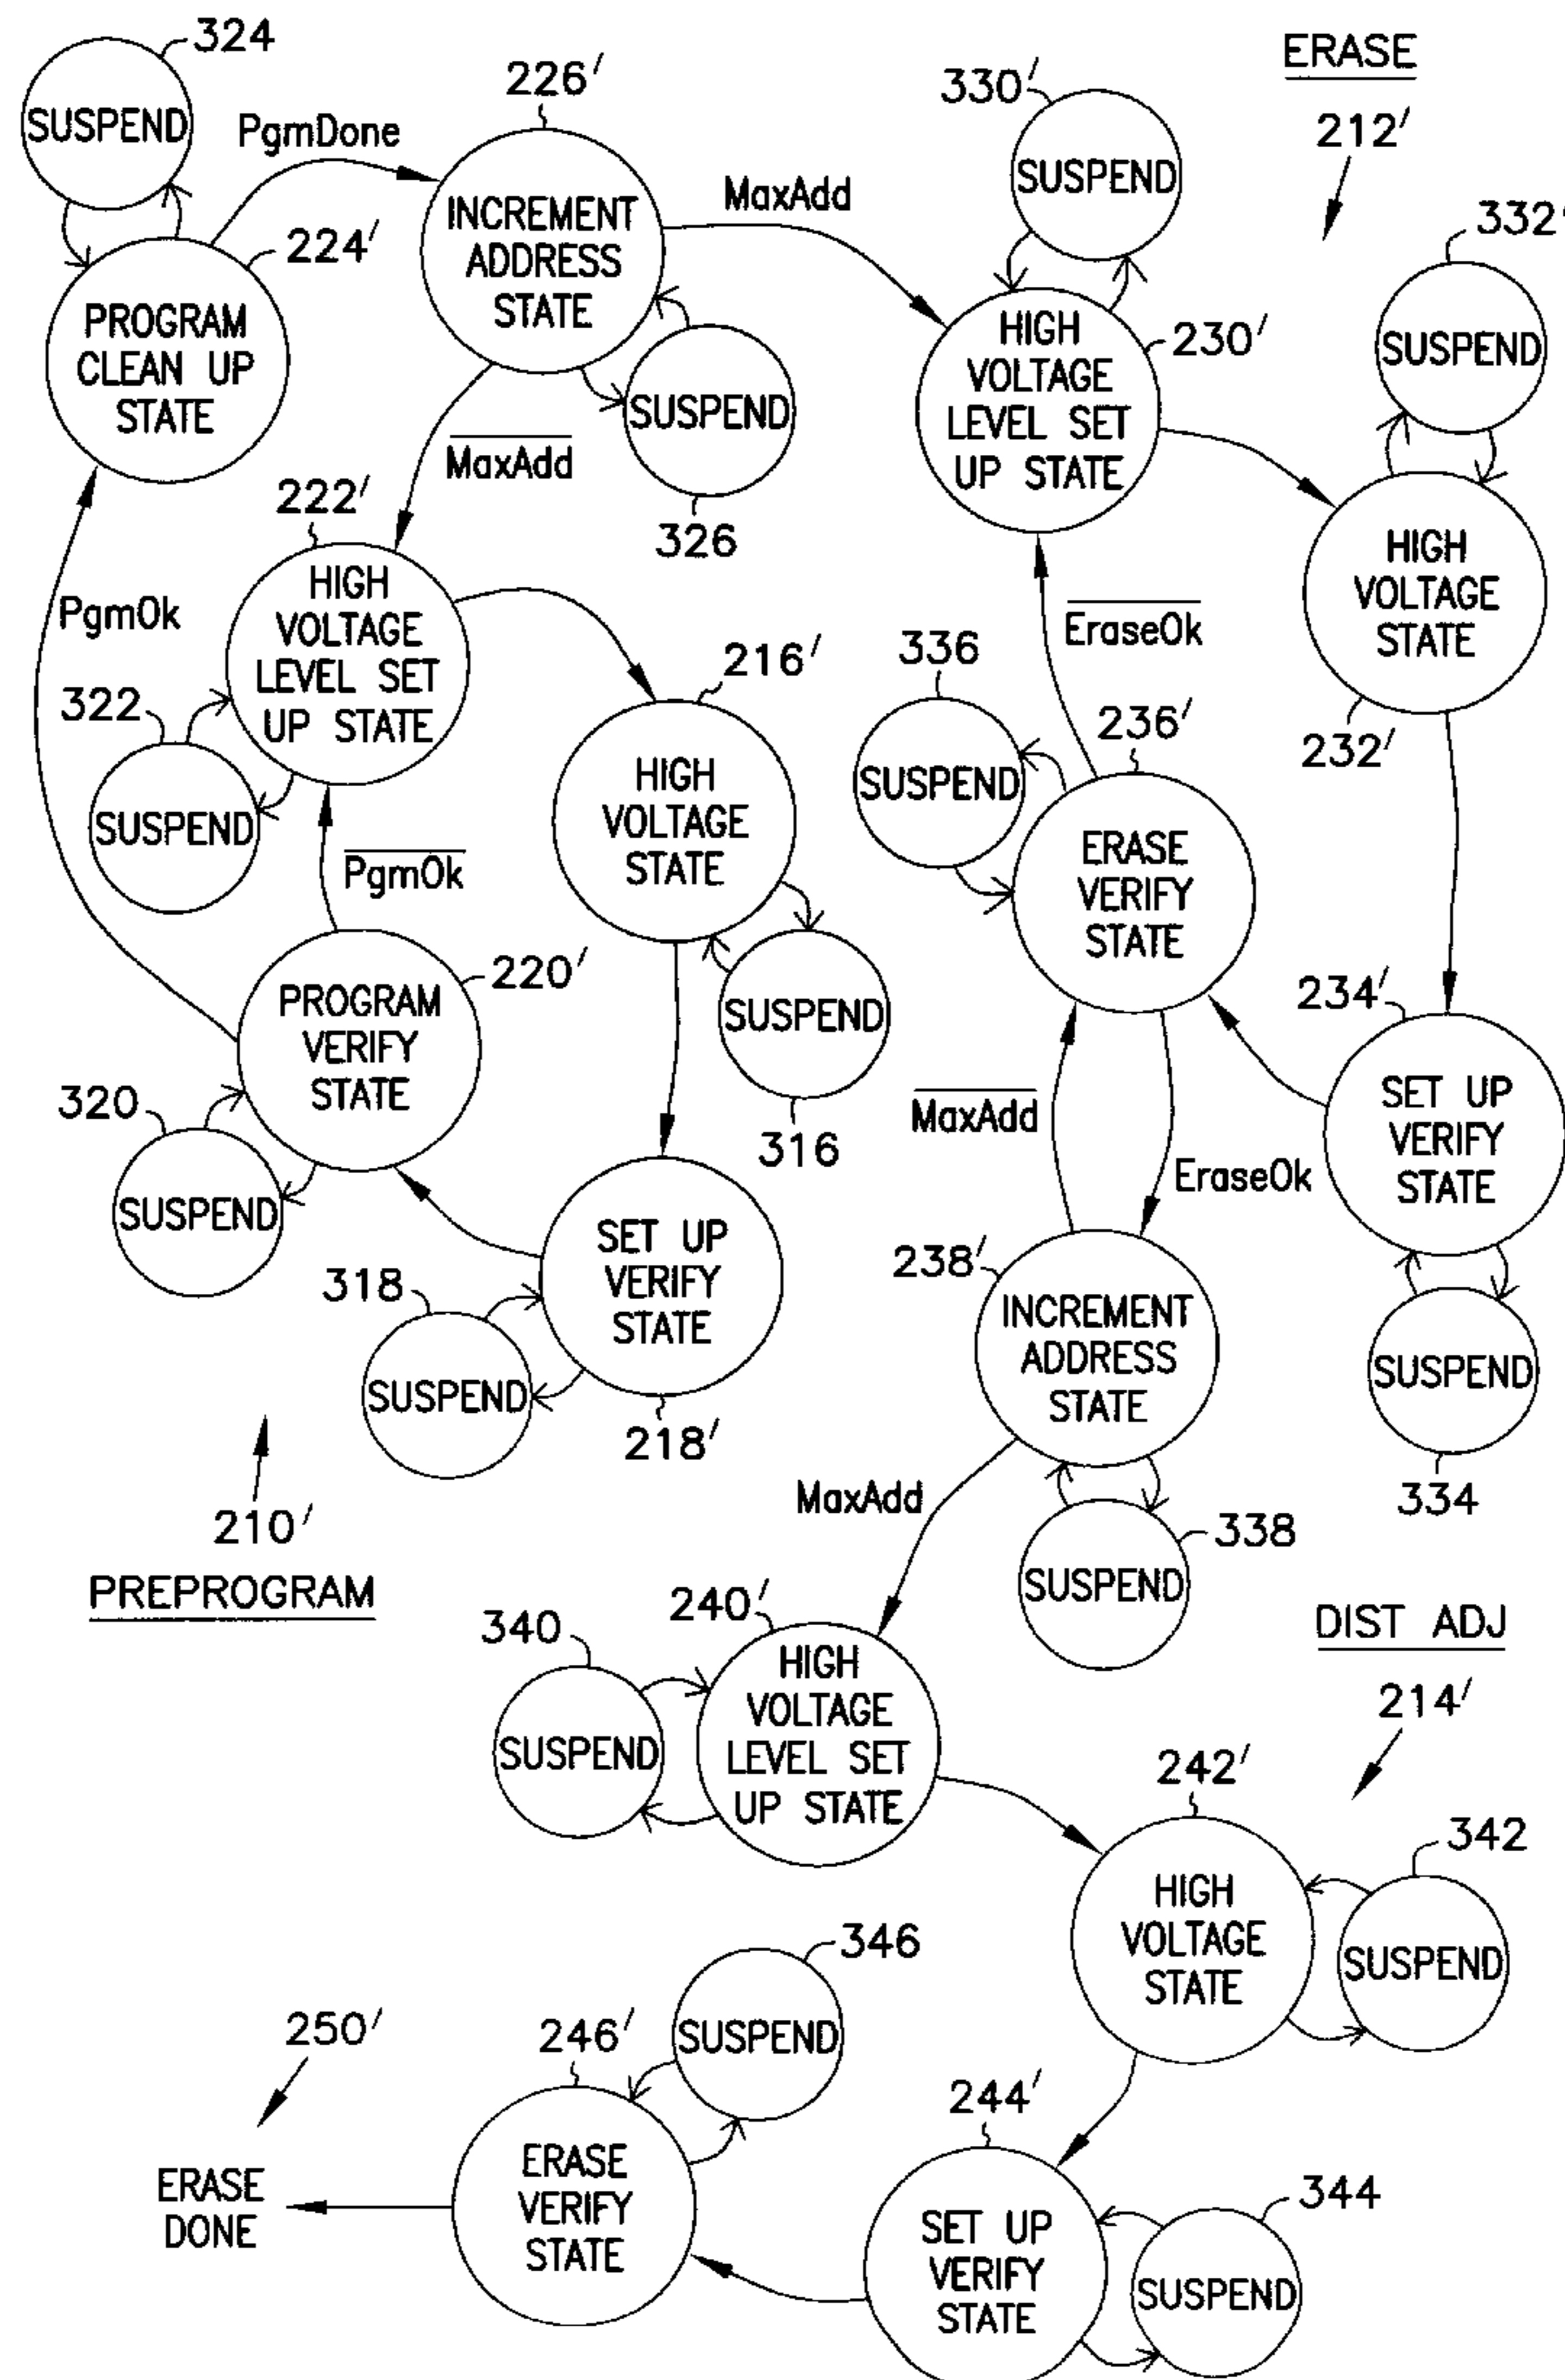 324
SUSPEND
PgmDone
226′
INCREMENT
ADDRESS
STATE
224′
PROGRAM
CLEAN UP
STATE
MaxAdd
SUSPEND
326
MaxAdd
PgmOk
222′
HIGH
VOLTAGE
LEVEL SET
UP STATE
322
SUSPEND
216′
HIGH
VOLTAGE
STATE
SUSPEND
316
PgmOk
220′
PROGRAM
VERIFY
STATE
320
SUSPEND
SET UP
VERIFY
STATE
218′
318
SUSPEND
210′
PREPROGRAM
ERASE
212′
330′
SUSPEND
HIGH
VOLTAGE
LEVEL SET
UP STATE
230′
332′
SUSPEND
HIGH
VOLTAGE
STATE
232′
EraseOk
336
SUSPEND
236′
ERASE
VERIFY
STATE
234′
SET UP
VERIFY
STATE
SUSPEND
334
MaxAdd
EraseOk
238′
INCREMENT
ADDRESS
STATE
338
SUSPEND
MaxAdd
DIST ADJ
214′
240′
HIGH
VOLTAGE
LEVEL SET
UP STATE
340
SUSPEND
242′
HIGH
VOLTAGE
STATE
342
SUSPEND
244′
SET UP
VERIFY
STATE
344
SUSPEND
346
SUSPEND
246′
ERASE
VERIFY
STATE
250′
ERASE
DONE